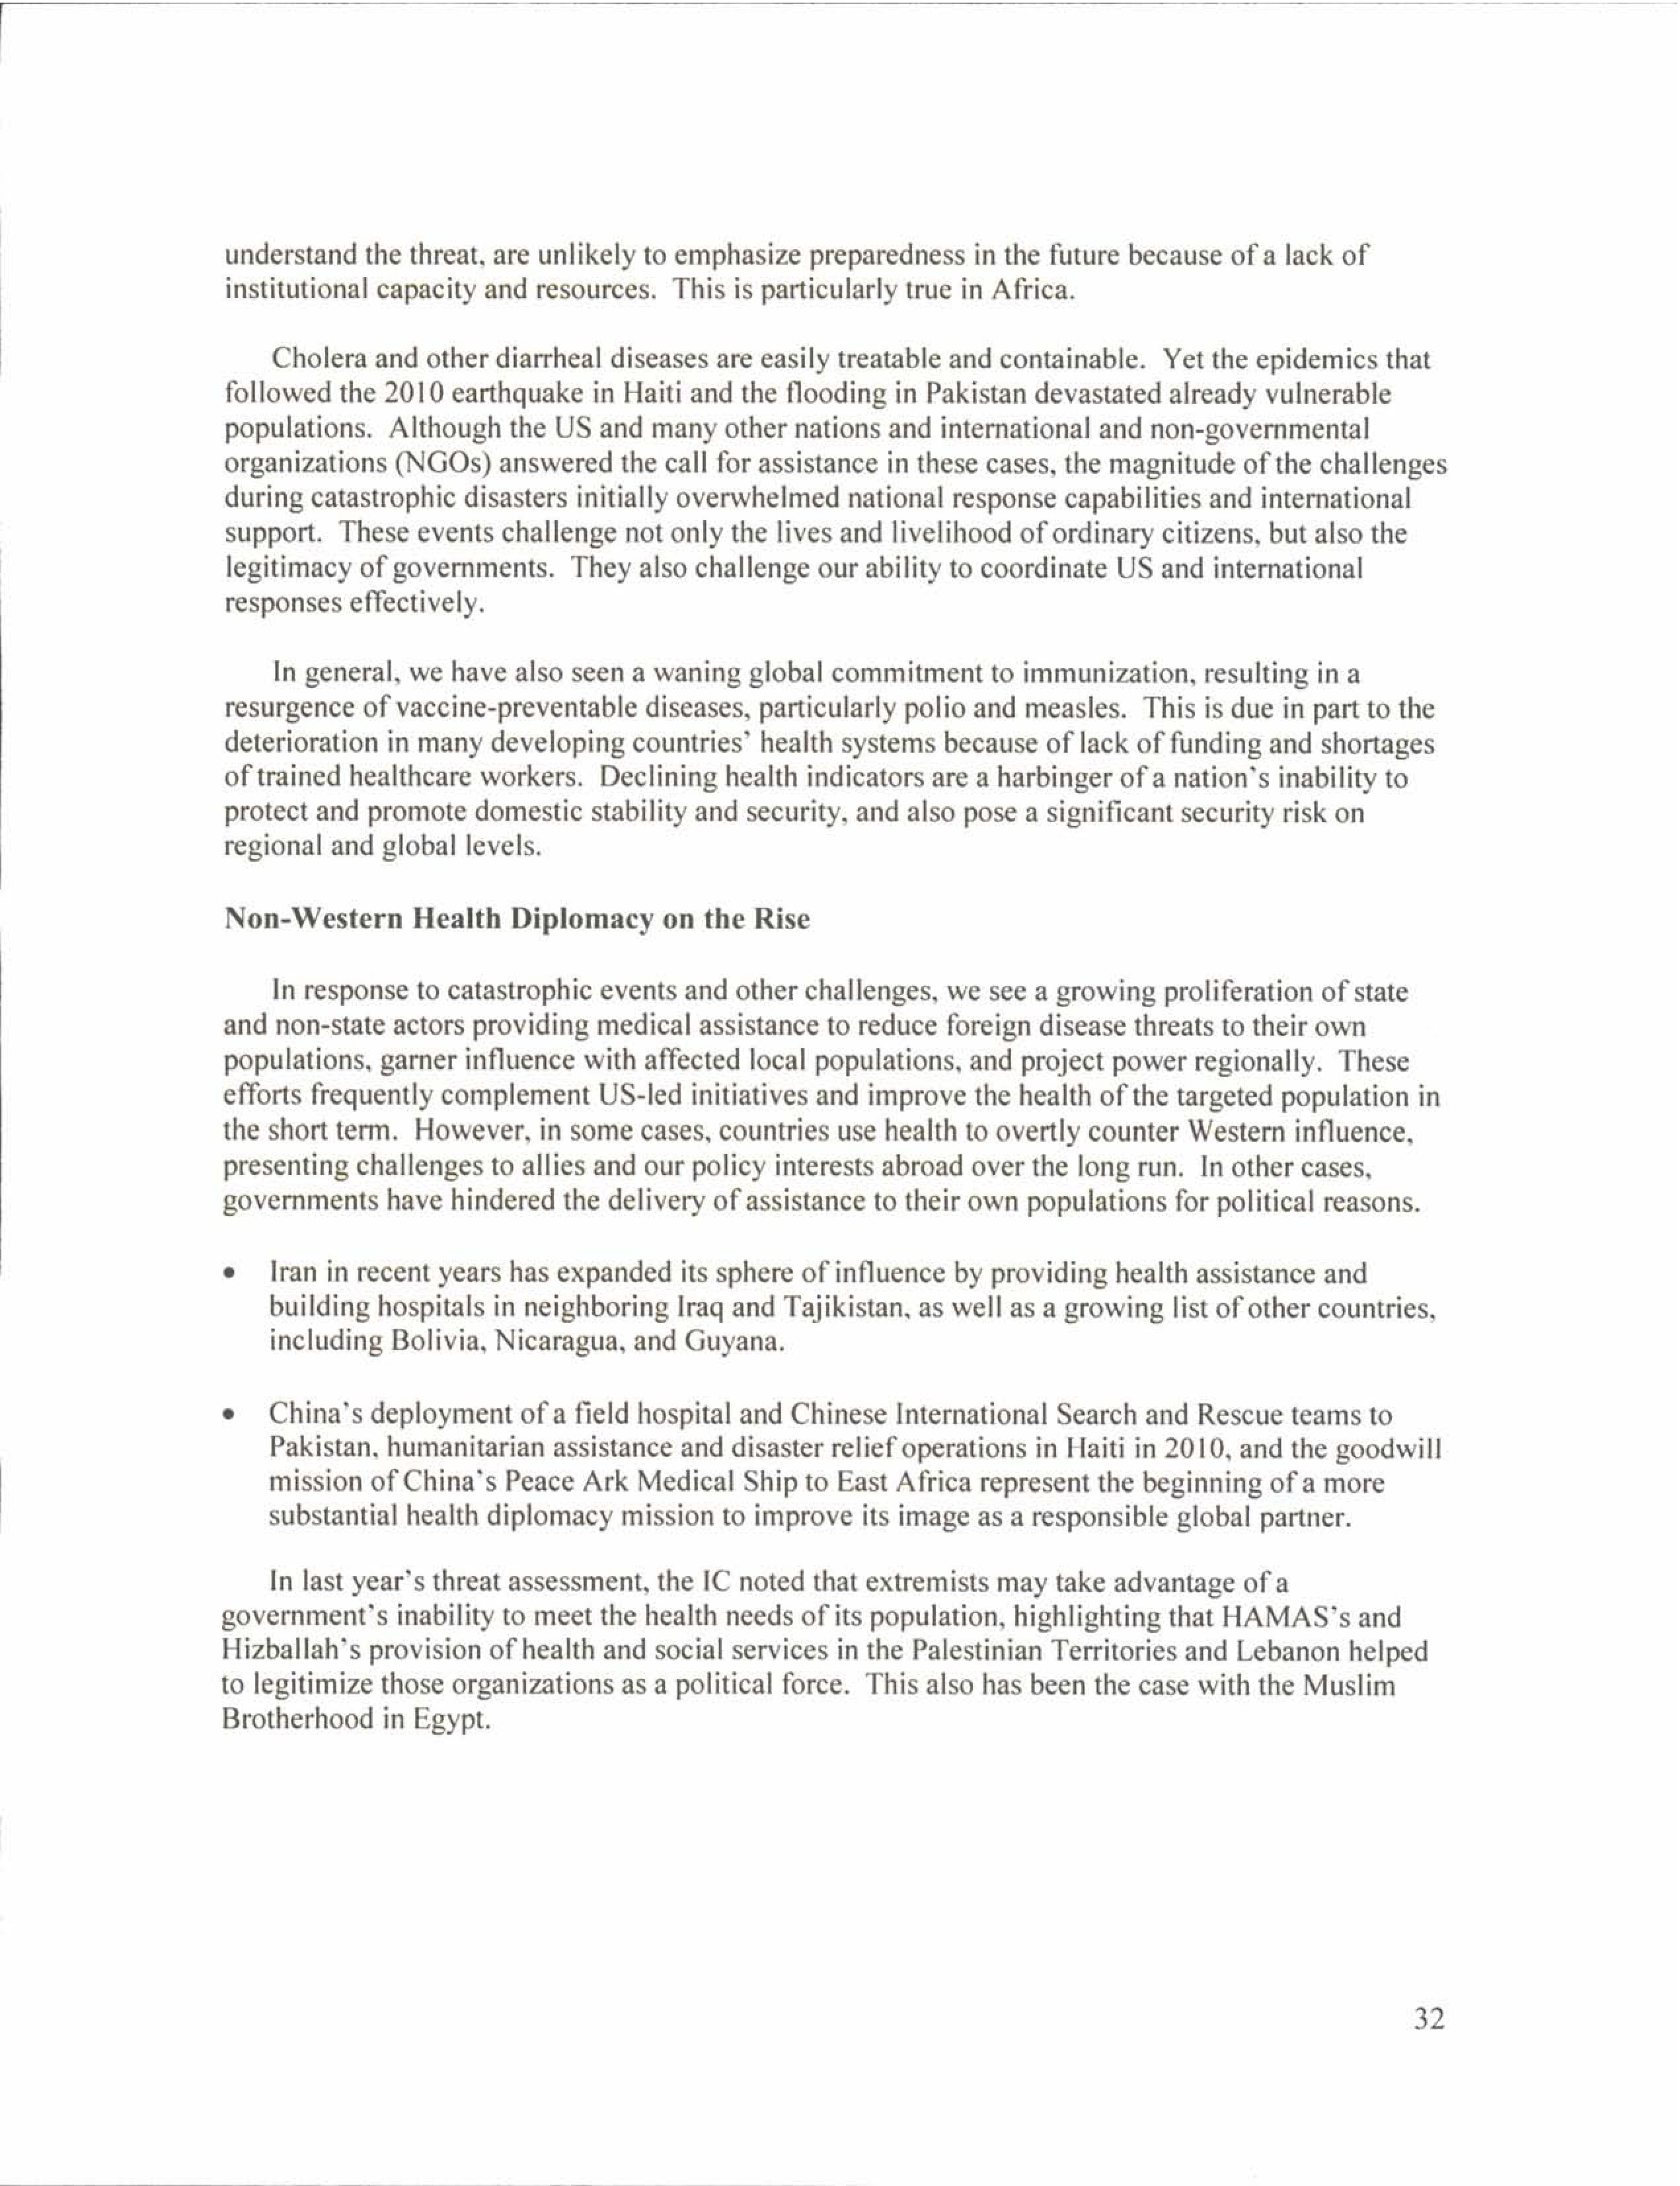 understand the threat, are unlikely to emphasize preparedness in the future because of a lack of
institutional capacity and resources. This is particularly true in Africa.
Cholera and other diarrheal diseases are easily treatable and containable. Yet the epidemics that
followed the 2010 earthquake in Haiti and the flooding in Pakistan devastated already vulnerable
populations. Although the US and many other nations and international and non-governmental
organizations (NGOs) answered the call for assistance in these cases, the magnitude of the challenges
during catastrophic disasters initially overwhelmed national response capabilities and international
support. These events challenge not only the lives and livelihood of ordinary citizens, but also the
legitimacy of governments. They also challenge our ability to coordinate US and international
responses effectively.
In general, we have also seen a waning global commitment to immunization, resulting in a
resurgence of vaccine-preventable diseases, particularly polio and measles. This is due in part to the
deterioration in many developing countries' health systems because of lack of funding and shortages
of trained healthcare workers. Declining health indicators are a harbinger of a nation's inability to
protect and promote domestic stability and security, and also pose a significant security risk on
regional and global levels.
Non-Western Health Diplomacy on the Rise
In response to catastrophic events and other challenges, we see a growing proliferation of state
and non-state actors providing medical assistance to reduce foreign disease threats to their own
populations, garner influence with affected local populations, and project power regionally. These
efforts frequently complement US-led initiatives and improve the health of the targeted population in
the short term. However, in some cases, countries use health to overtly counter Western influence,
presenting challenges to allies and our policy interests abroad over the long run. In other cases,
governments have hindered the delivery of assistance to their own populations for political reasons.
• Iran in recent years has expanded its sphere of influence by providing health assistance and
building hospitals in neighboring Iraq and Tajikistan, as well as a growing list of other countries,
including Bolivia, Nicaragua, and Guyana.
• China's deployment of a field hospital and Chinese International Search and Rescue teams to
Pakistan, humanitarian assistance and disaster relief operations in Haiti in 2010, and the goodwill
mission of China's Peace Ark Medical Ship to East Africa represent the beginning of a more
substantial health diplomacy mission to improve its image as a responsible global partner.
In last year's threat assessment, the IC noted that extremists may take advantage of a
government's inability to meet the health needs of its population, highlighting that HAMAS's and
Hizballah's provision of health and social services in the Palestinian Territories and Lebanon helped
to legitimize those organizations as a political force. This also has been the case with the Muslim
Brotherhood in Egypt.
32